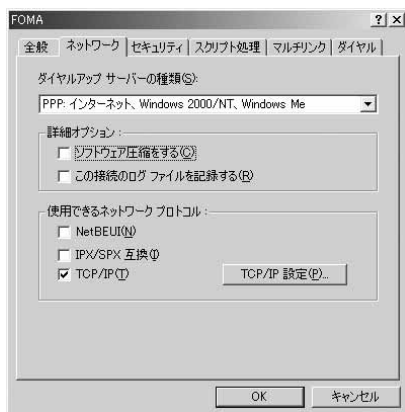 FOMA
全般 ネットワーク セキュリティ スクリプト処理 マルチリンク ダイヤル
ダイヤルアップ サーバーの種類(S):
PPP: インターネット、Windows 2000/NT、Windows Me
詳細オプション:
ソフトウェア圧縮をする(C)
この接続のログ ファイルを記録する(R)
使用できるネットワーク プロトコル:
NetBEUI(N)
IPX/SPX 互換(I)
TCP/IP(T) TCP/IP 設定(P)...
OK キャンセル